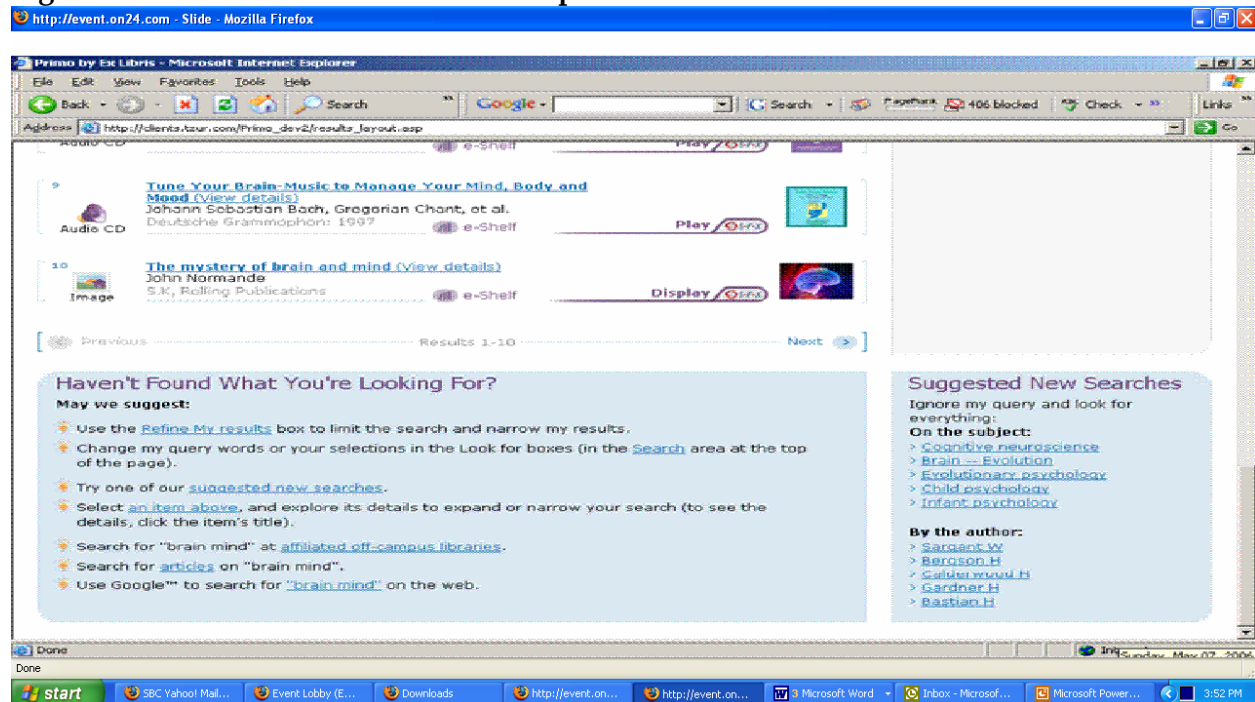 http://event.on24.com - Slide - Mozilla Firefox
Primo by Ex Libris - Microsoft Internet Explorer
File Edit View Favorites Tools Help
Back Search Google Search PageRank 406 blocked Check Links
Address http://clients.tzur.com/Primo_dev2/results_layout.asp Go
Audio CD e-Shelf Play SFX
9 Tune Your Brain-Music to Manage Your Mind, Body and
Mood (View details)
Johann Sebastian Bach, Gregorian Chant, et al.
Deutsche Grammophon: 1997
Audio CD e-Shelf Play SFX
10 The mystery of brain and mind (View details)
John Normande
S.K, Rolling Publications
Image e-Shelf Display SFX
Previous Results 1-10 Next
Haven't Found What You're Looking For?
May we suggest:
Use the Refine My results box to limit the search and narrow my results.
Change my query words or your selections in the Look for boxes (in the Search area at the top
of the page).
Try one of our suggested new searches.
Select an item above, and explore its details to expand or narrow your search (to see the
details, click the item's title).
Search for "brain mind" at affiliated off-campus libraries.
Search for articles on "brain mind".
Use Google™ to search for "brain mind" on the web.
Suggested New Searches
Ignore my query and look for
everything:
On the subject:
> Cognitive neuroscience
> Brain -- Evolution
> Evolutionary psychology
> Child psychology
> Infant psychology
By the author:
> Sargant W
> Bergson H
> Calderwood H
> Gardner H
> Bastian H
Done
Sunday, May 07, 2006
Done
start SBC Yahoo! Mail... Event Lobby (E... Downloads http://event.on... http://event.on... 3 Microsoft Word Inbox - Microsof... Microsoft Power... 3:52 PM